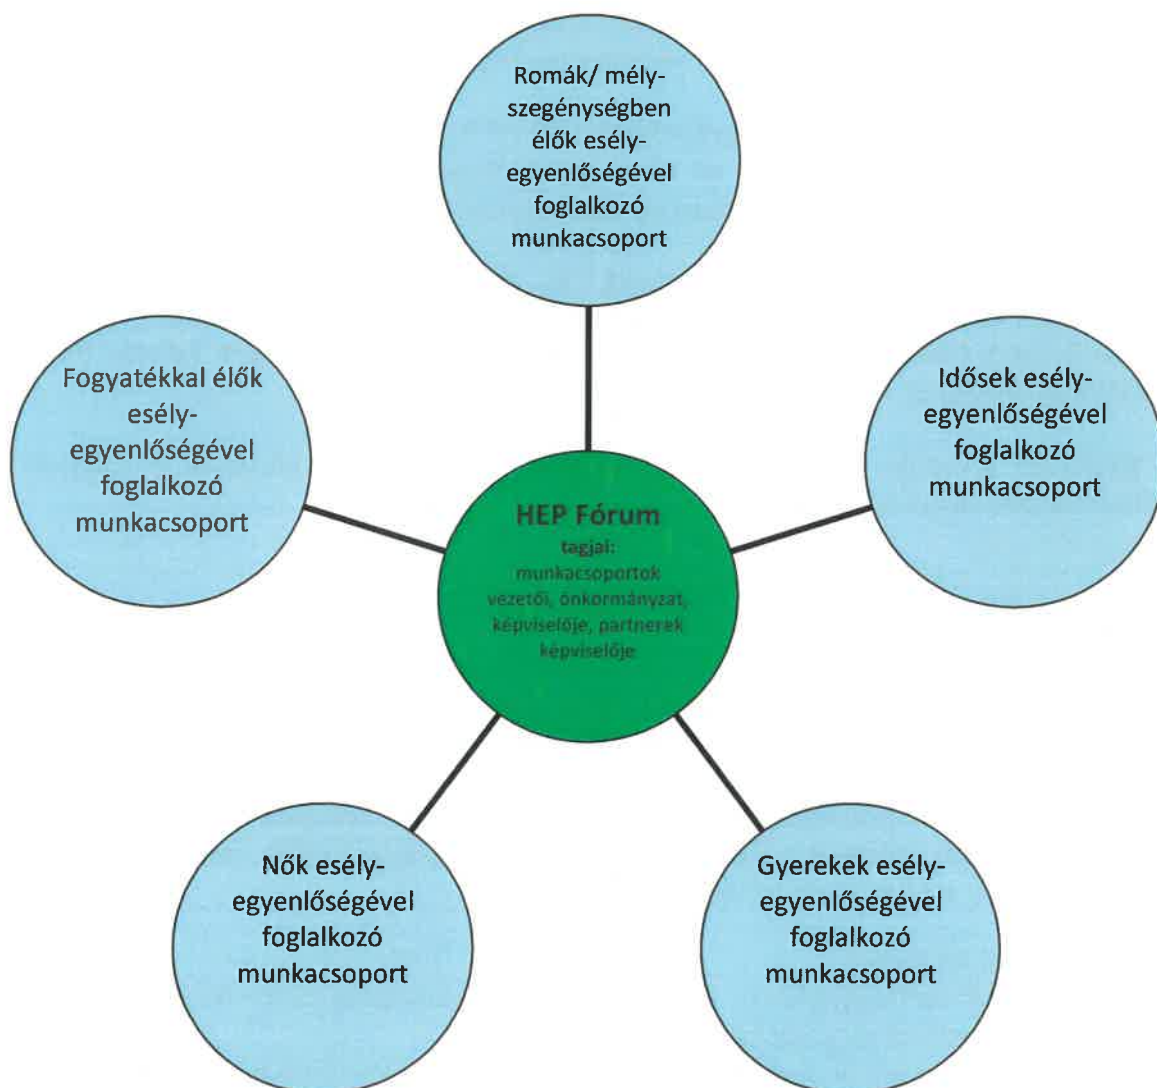 Romák/ mély-
szegénységben
élők esély-
egyenlőségével
foglalkozó
munkacsoport
Fogyatékkal élők
esély-
egyenlőségével
foglalkozó
munkacsoport
Idősek esély-
egyenlőségével
foglalkozó
munkacsoport
HEP Fórum
tagjai:
munkacsoportok
vezetői, önkormányzat,
képviselője, partnerek
képviselője
Nők esély-
egyenlőségével
foglalkozó
munkacsoport
Gyerekek esély-
egyenlőségével
foglalkozó
munkacsoport